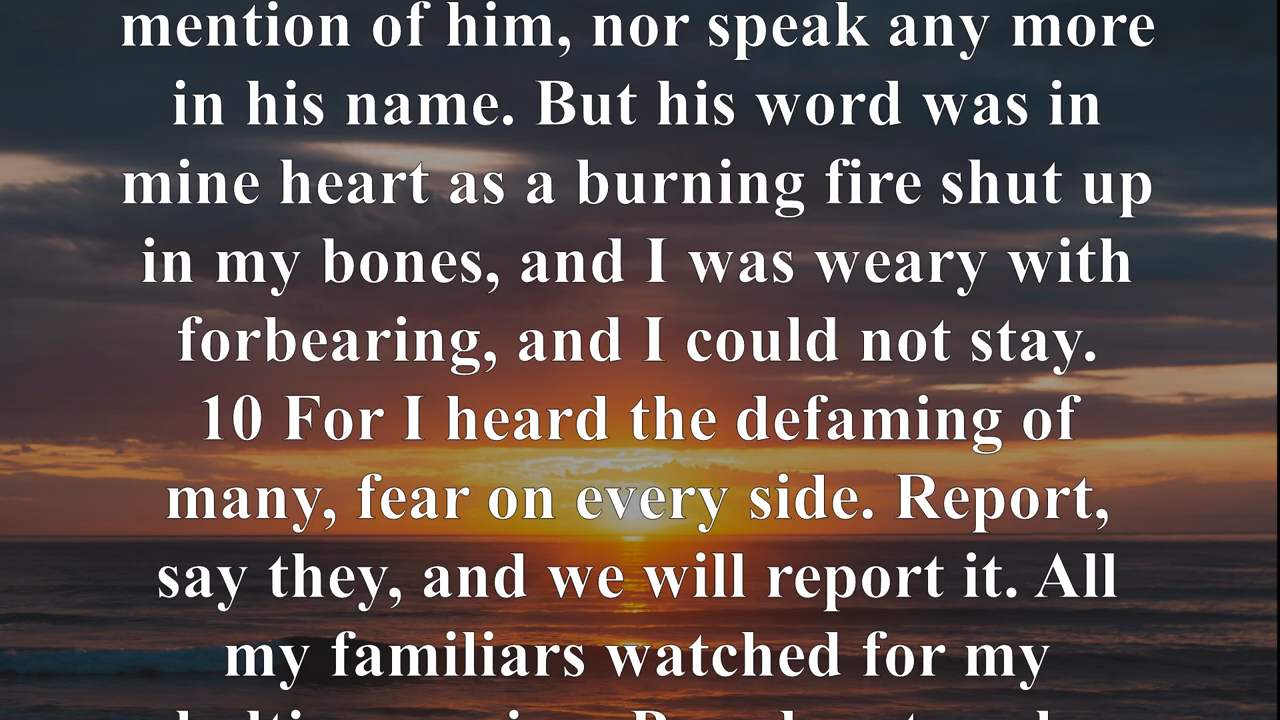 mention of him, nor speak any more
in his name. But his word was in
mine heart as a burning fire shut up
in my bones, and I was weary with
forbearing, and I could not stay.
10 For I heard the defaming of
many, fear on every side. Report,
say they, and we will report it. All
my familiars watched for my